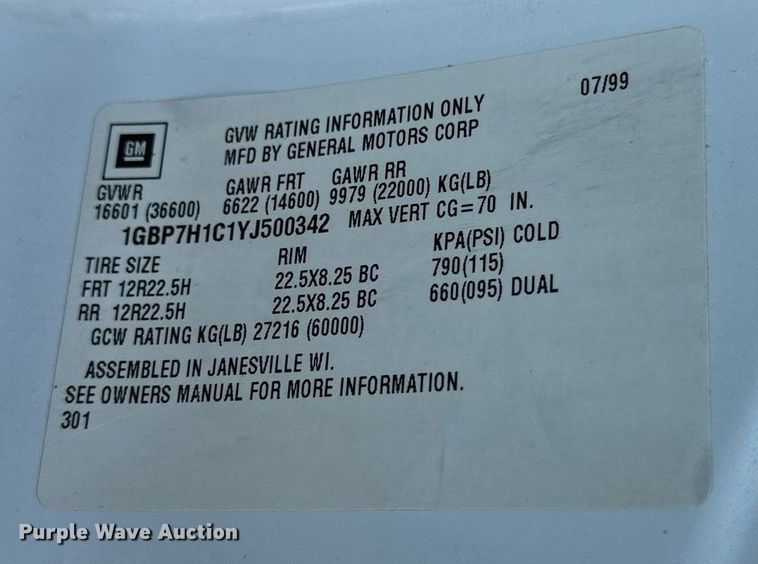 07/99
GM
GVW RATING INFORMATION ONLY
MFD BY GENERAL MOTORS CORP
GVWR GAWR FRT GAWR RR
16601 (36600) 6622 (14600) 9979 (22000) KG(LB)
1GBP7H1C1YJ500342 MAX VERT CG=70 IN.
TIRE SIZE RIM KPA(PSI) COLD
FRT 12R22.5H 22.5X8.25 BC 790(115)
RR 12R22.5H 22.5X8.25 BC 660(095) DUAL
GCW RATING KG(LB) 27216 (60000)
ASSEMBLED IN JANESVILLE WI.
SEE OWNERS MANUAL FOR MORE INFORMATION.
301
Purple Wave Auction